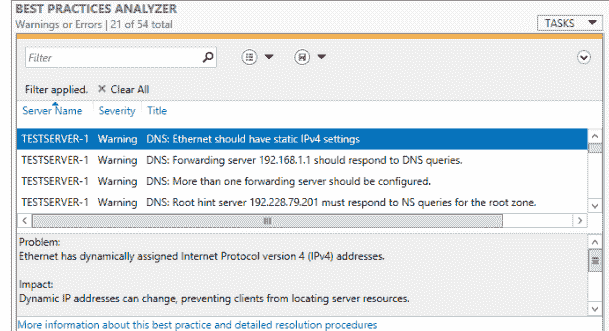 BEST PRACTICES ANALYZER
Warnings or Errors | 21 of 54 total
TASKS
Filter
Filter applied. ✕ Clear All
Server Name Severity Title
TESTSERVER-1 Warning DNS: Ethernet should have static IPv4 settings
TESTSERVER-1 Warning DNS: Forwarding server 192.168.1.1 should respond to DNS queries.
TESTSERVER-1 Warning DNS: More than one forwarding server should be configured.
TESTSERVER-1 Warning DNS: Root hint server 192.228.79.201 must respond to NS queries for the root zone.
Problem:
Ethernet has dynamically assigned Internet Protocol version 4 (IPv4) addresses.
Impact:
Dynamic IP addresses can change, preventing clients from locating server resources.
More information about this best practice and detailed resolution procedures